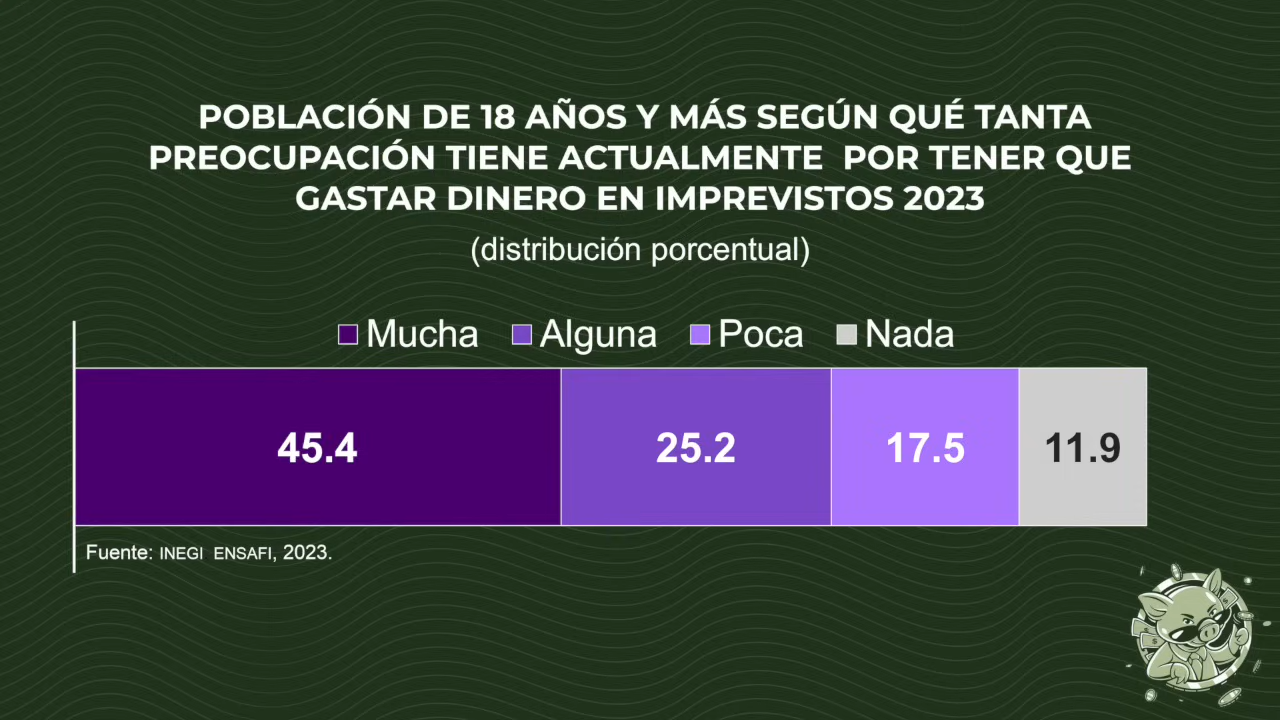 POBLACIÓN DE 18 AÑOS Y MÁS SEGÚN QUÉ TANTA
PREOCUPACIÓN TIENE ACTUALMENTE POR TENER QUE
GASTAR DINERO EN IMPREVISTOS 2023
(distribución porcentual)
Mucha Alguna Poca Nada
45.4 25.2 17.5 11.9
Fuente: INEGI ENSAFI, 2023.